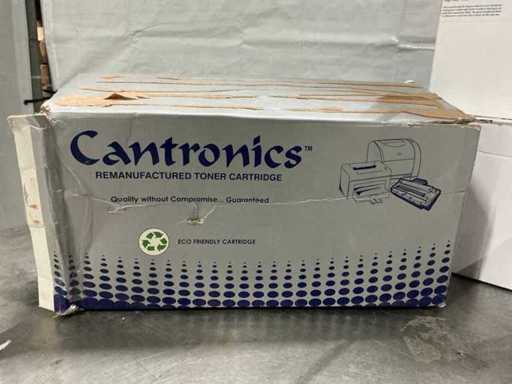 Cantronics™
REMANUFACTURED TONER CARTRIDGE
Quality without Compromise... Guaranteed
ECO FRIENDLY CARTRIDGE